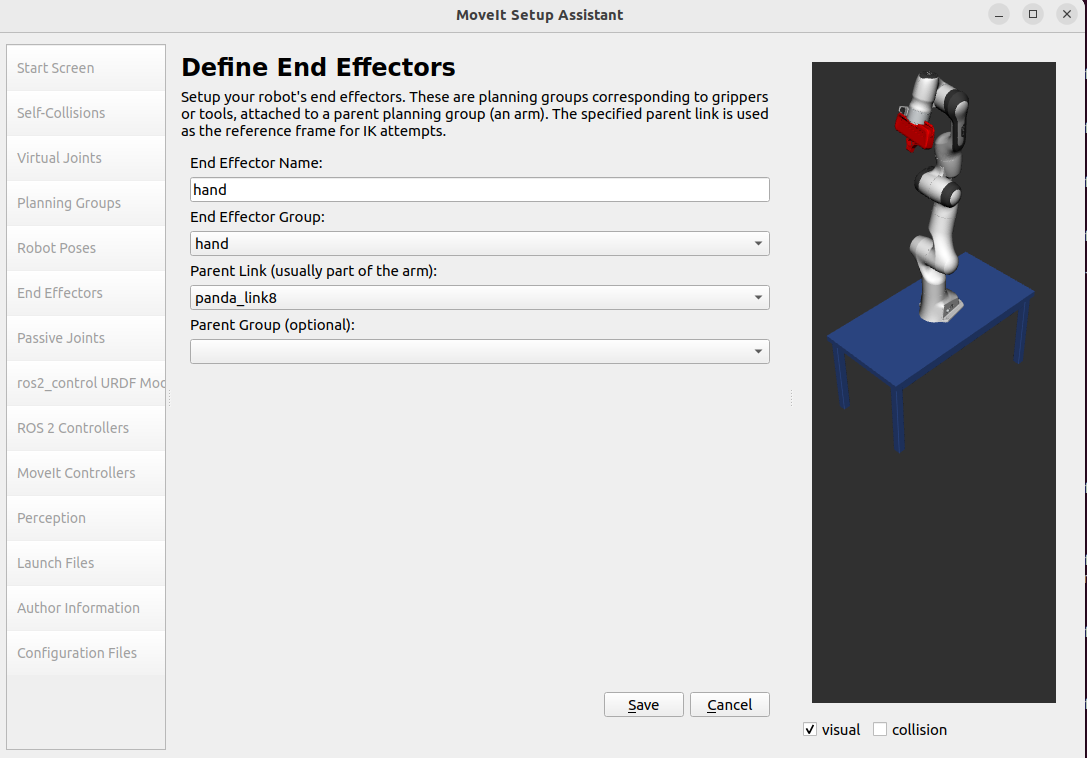 MoveIt Setup Assistant
Start Screen
Self-Collisions
Virtual Joints
Planning Groups
Robot Poses
End Effectors
Passive Joints
ros2_control URDF Moc
ROS 2 Controllers
MoveIt Controllers
Perception
Launch Files
Author Information
Configuration Files
Define End Effectors
Setup your robot's end effectors. These are planning groups corresponding to grippers
or tools, attached to a parent planning group (an arm). The specified parent link is used
as the reference frame for IK attempts.
End Effector Name:
hand
End Effector Group:
hand
Parent Link (usually part of the arm):
panda_link8
Parent Group (optional):
Save
Cancel
visual
collision